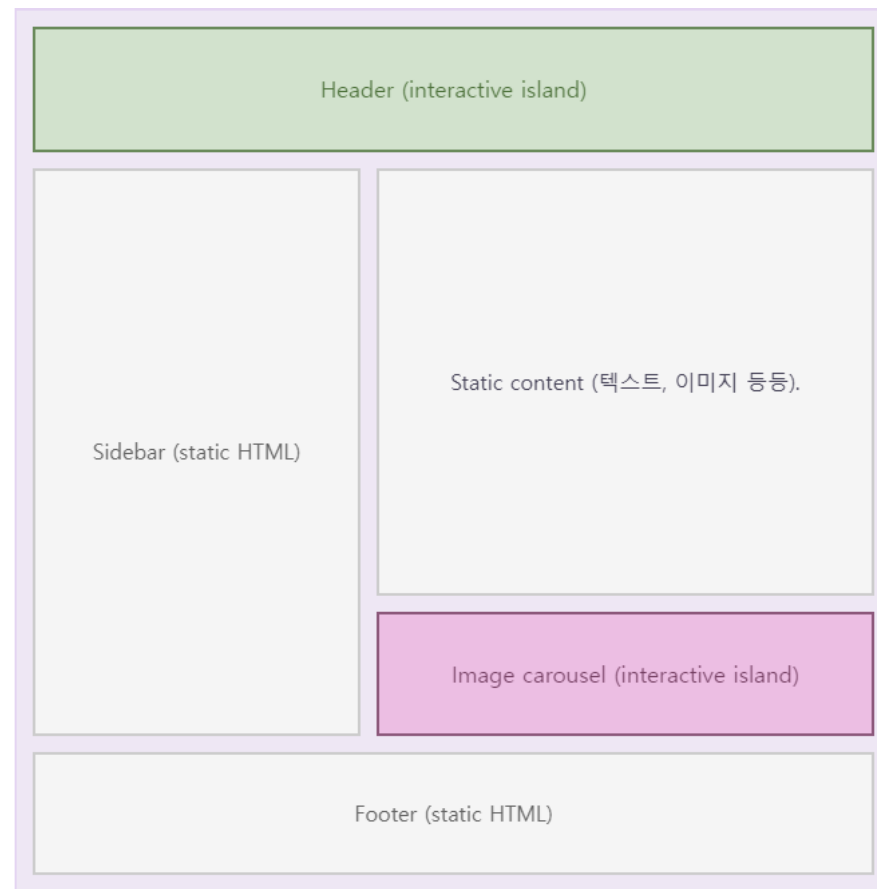 Header (interactive island)
Static content (텍스트, 이미지 등등).
Sidebar (static HTML)
Image carousel (interactive island)
Footer (static HTML)